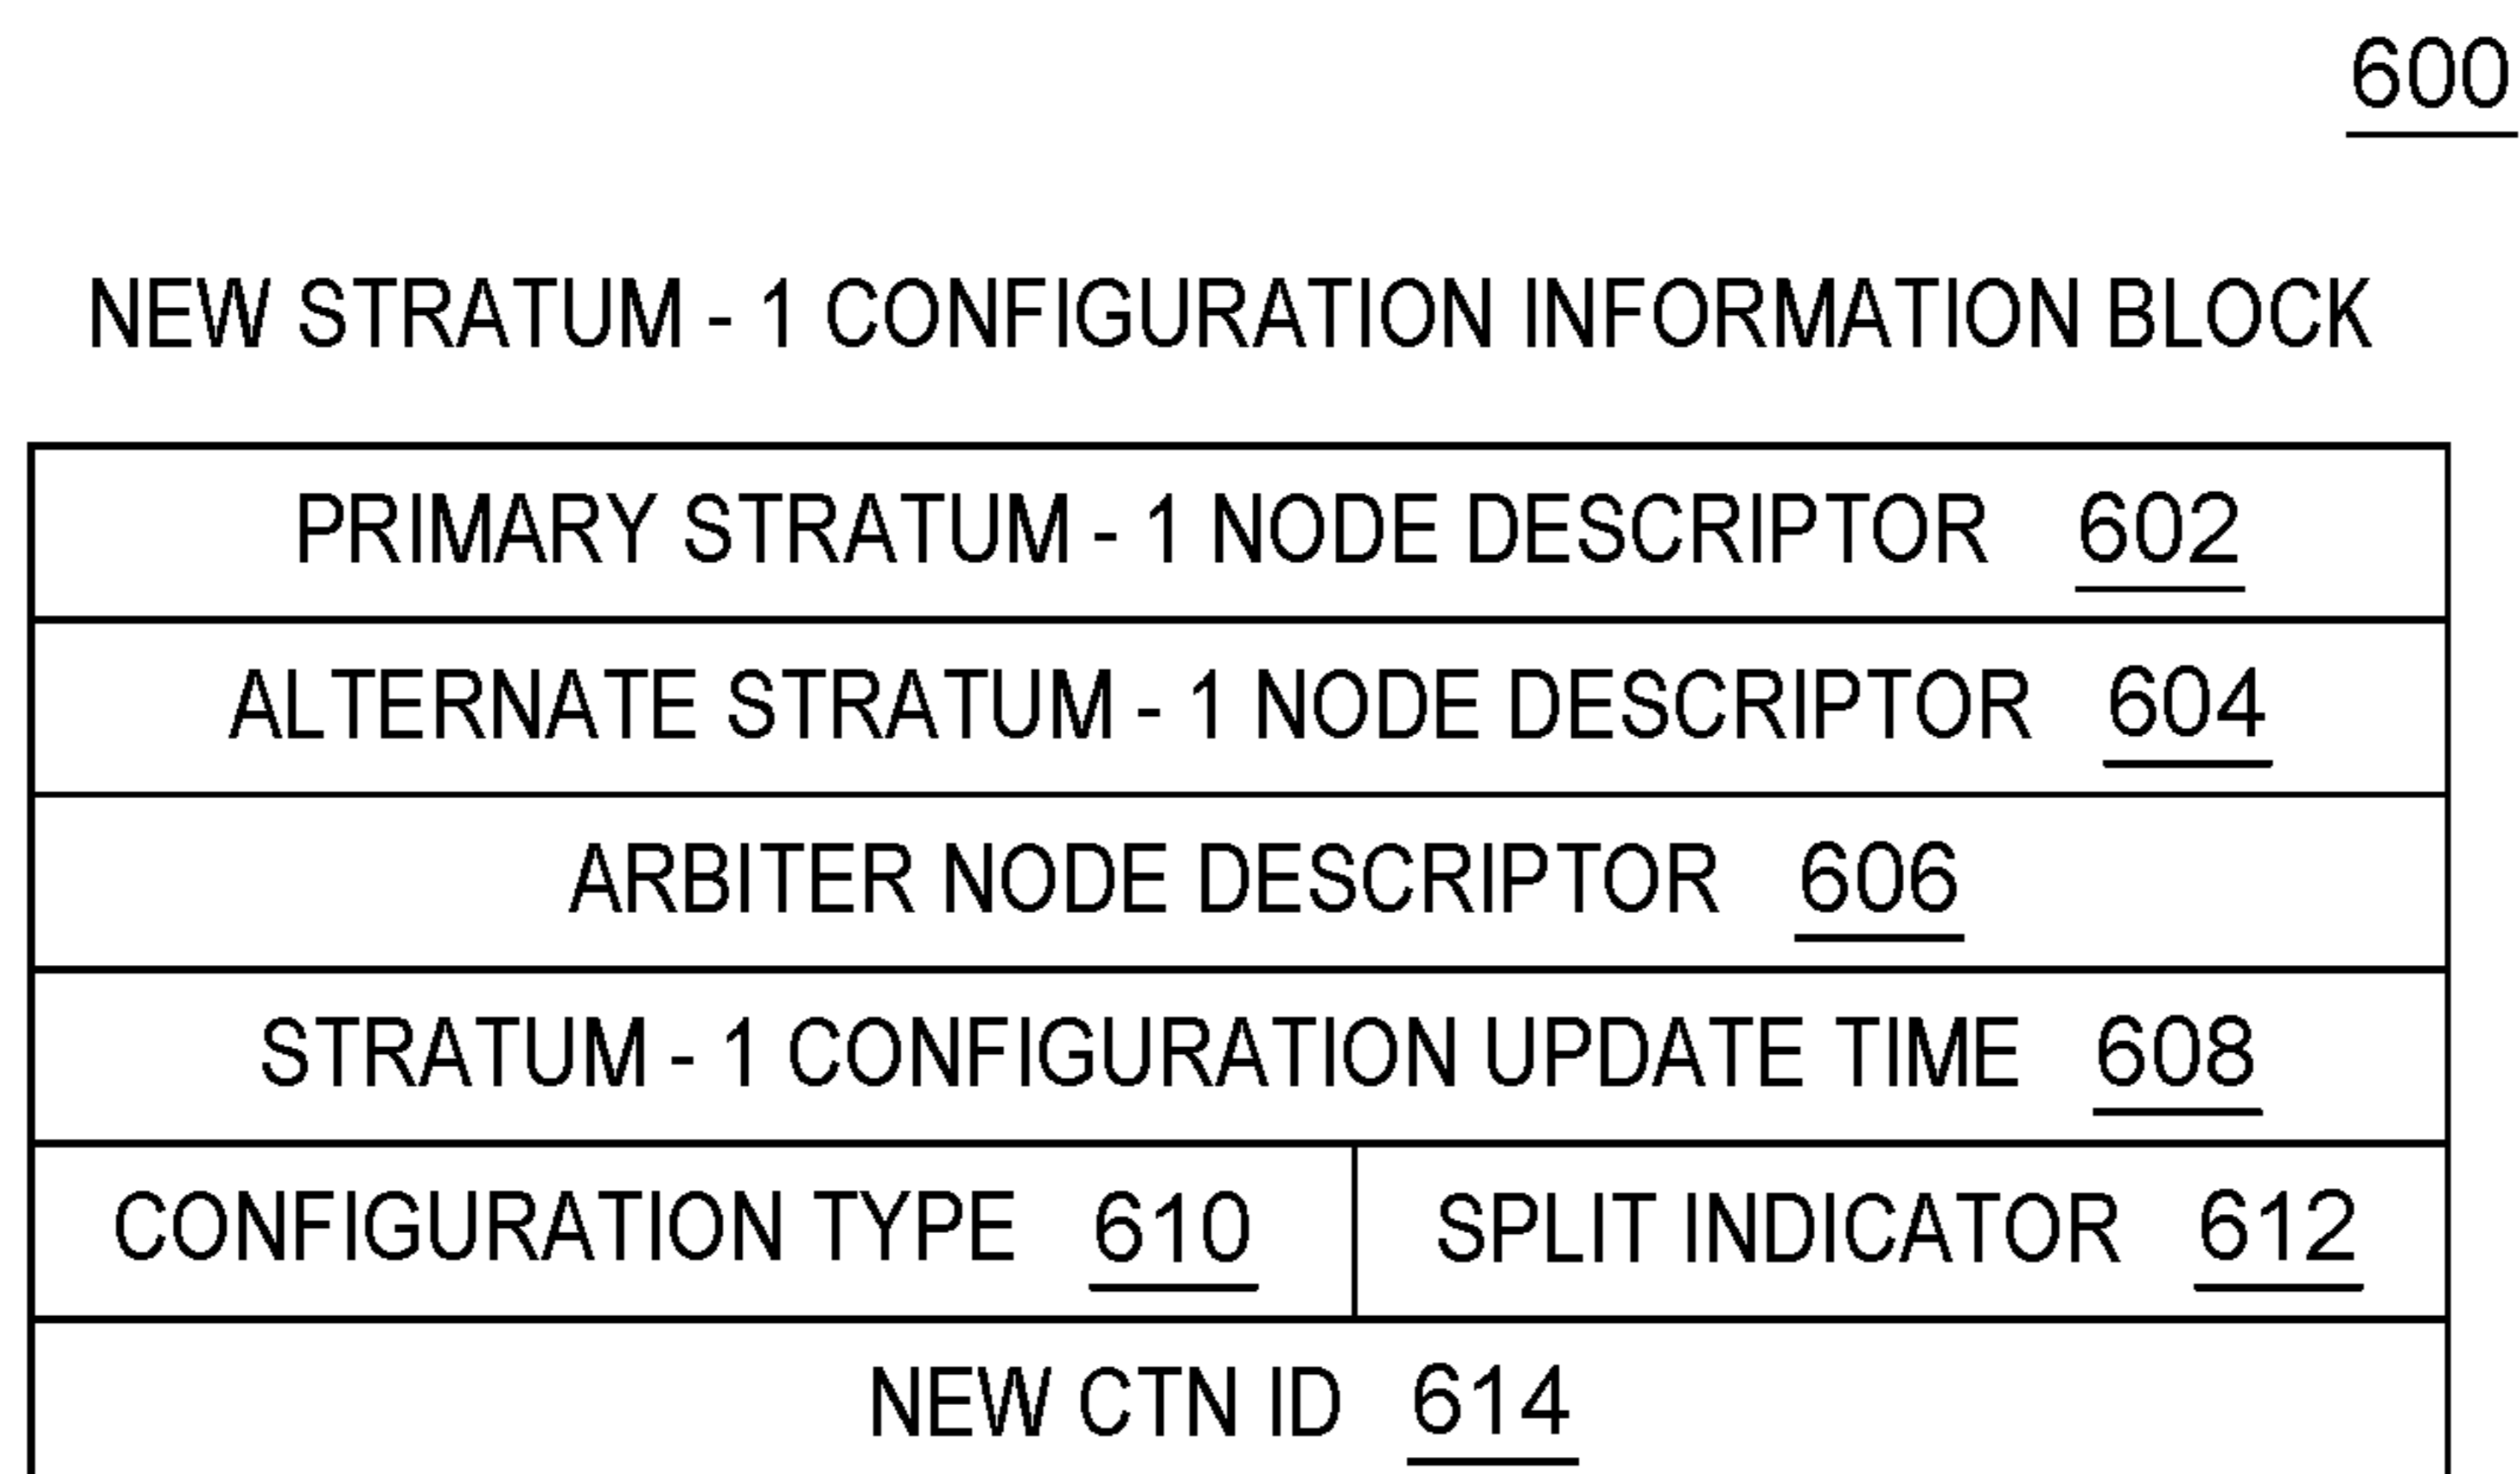 600
NEW STRATUM - 1 CONFIGURATION INFORMATION BLOCK
PRIMARY STRATUM - 1 NODE DESCRIPTOR 602
ALTERNATE STRATUM - 1 NODE DESCRIPTOR 604
ARBITER NODE DESCRIPTOR 606
STRATUM - 1 CONFIGURATION UPDATE TIME 608
CONFIGURATION TYPE 610 SPLIT INDICATOR 612
NEW CTN ID 614